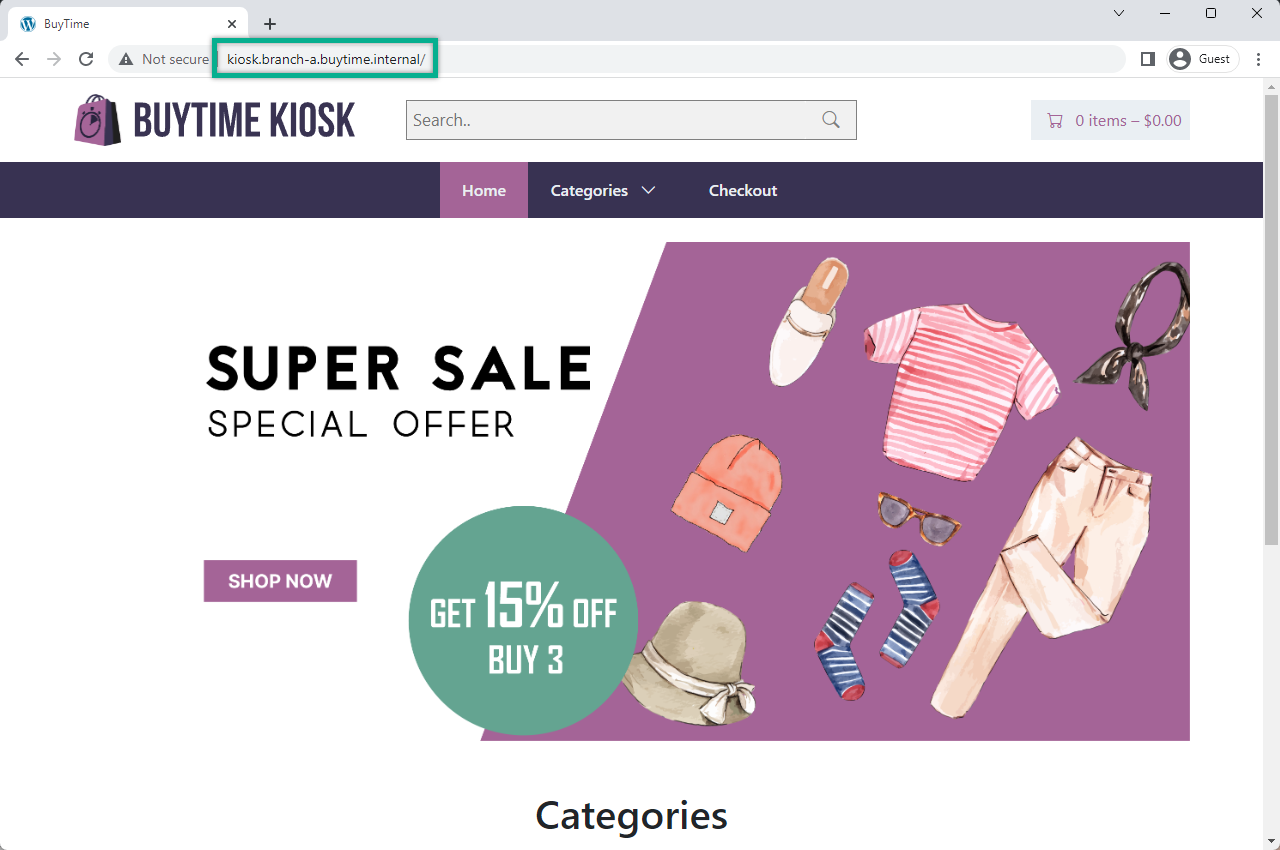 BuyTime
Not secure kiosk.branch-a.buytime.internal/ Guest
BUYTIME KIOSK
Search..
0 items – $0.00
Home Categories Checkout
SUPER SALE
SPECIAL OFFER
SHOP NOW
GET 15% OFF
BUY 3
Categories